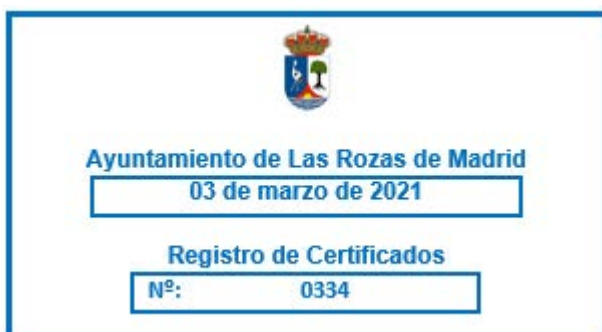 Ayuntamiento de Las Rozas de Madrid
03 de marzo de 2021
Registro de Certificados
Nº: 0334